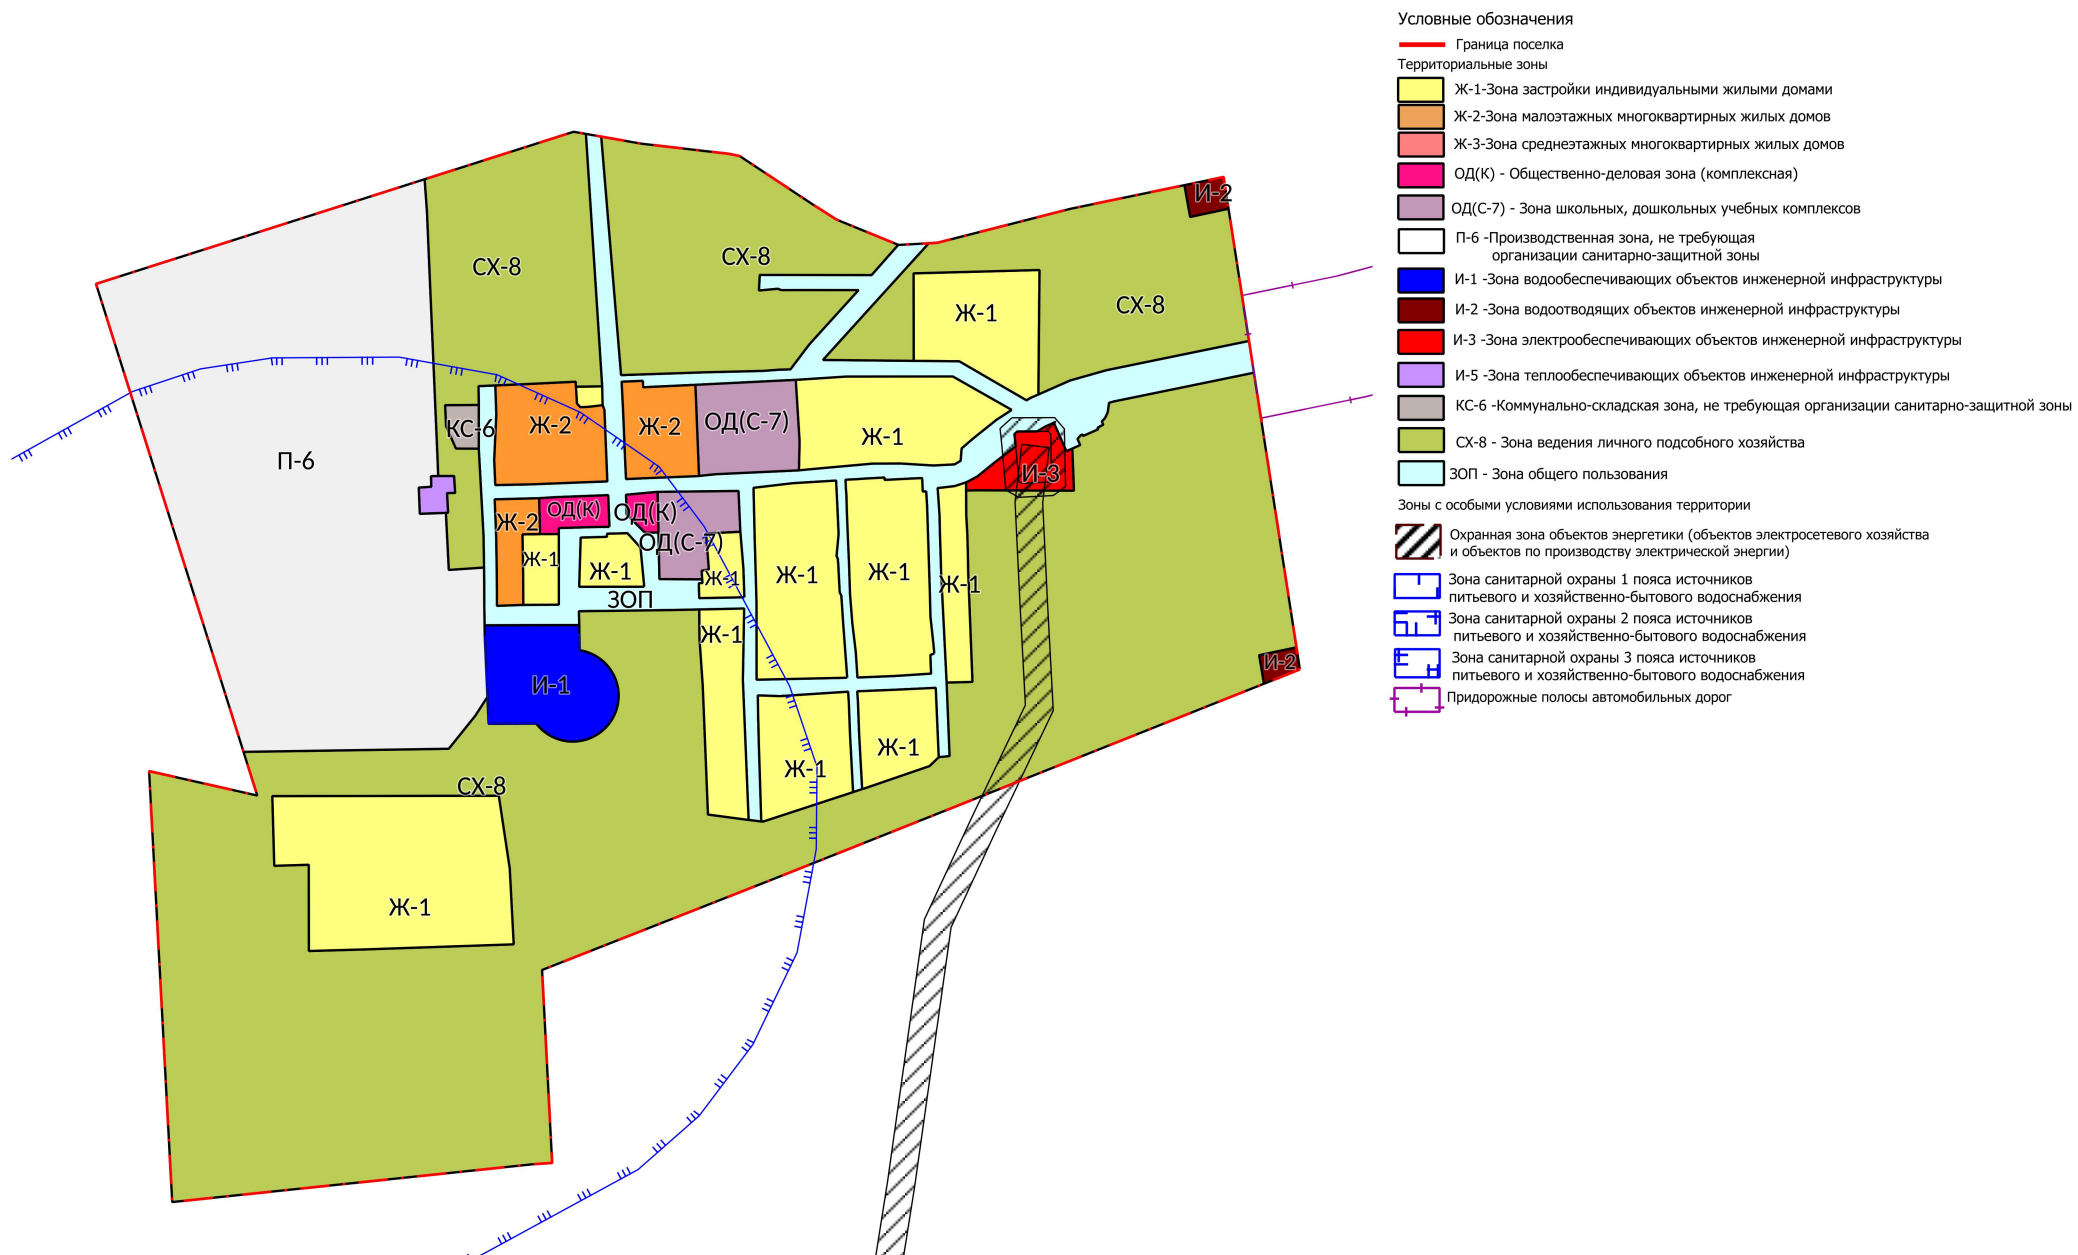 Условные обозначения
Граница поселка
Территориальные зоны
Ж-1-Зона застройки индивидуальными жилыми домами
Ж-2-Зона малоэтажных многоквартирных жилых домов
Ж-3-Зона среднеэтажных многоквартирных жилых домов
ОД(К) - Общественно-деловая зона (комплексная)
ОД(С-7) - Зона школьных, дошкольных учебных комплексов
П-6 -Производственная зона, не требующая
организации санитарно-защитной зоны
И-1 -Зона водообеспечивающих объектов инженерной инфраструктуры
И-2 -Зона водоотводящих объектов инженерной инфраструктуры
И-3 -Зона электрообеспечивающих объектов инженерной инфраструктуры
И-5 -Зона теплообеспечивающих объектов инженерной инфраструктуры
КС-6 -Коммунально-складская зона, не требующая организации санитарно-защитной зоны
СХ-8 - Зона ведения личного подсобного хозяйства
ЗОП - Зона общего пользования
Зоны с особыми условиями использования территории
Охранная зона объектов энергетики (объектов электросетевого хозяйства
и объектов по производству электрической энергии)
Зона санитарной охраны 1 пояса источников
питьевого и хозяйственно-бытового водоснабжения
Зона санитарной охраны 2 пояса источников
питьевого и хозяйственно-бытового водоснабжения
Зона санитарной охраны 3 пояса источников
питьевого и хозяйственно-бытового водоснабжения
Придорожные полосы автомобильных дорог
И-2
СХ-8
СХ-8
СХ-8
Ж-1
КС-6
Ж-2
Ж-2
ОД(С-7)
Ж-1
П-6
И-3
Ж-2
ОД(К)
ОД(К)
ОД(С-7)
Ж-1
Ж-1
Ж-1
Ж-1
Ж-1
Ж-1
ЗОП
Ж-1
И-2
И-1
Ж-1
Ж-1
СХ-8
Ж-1